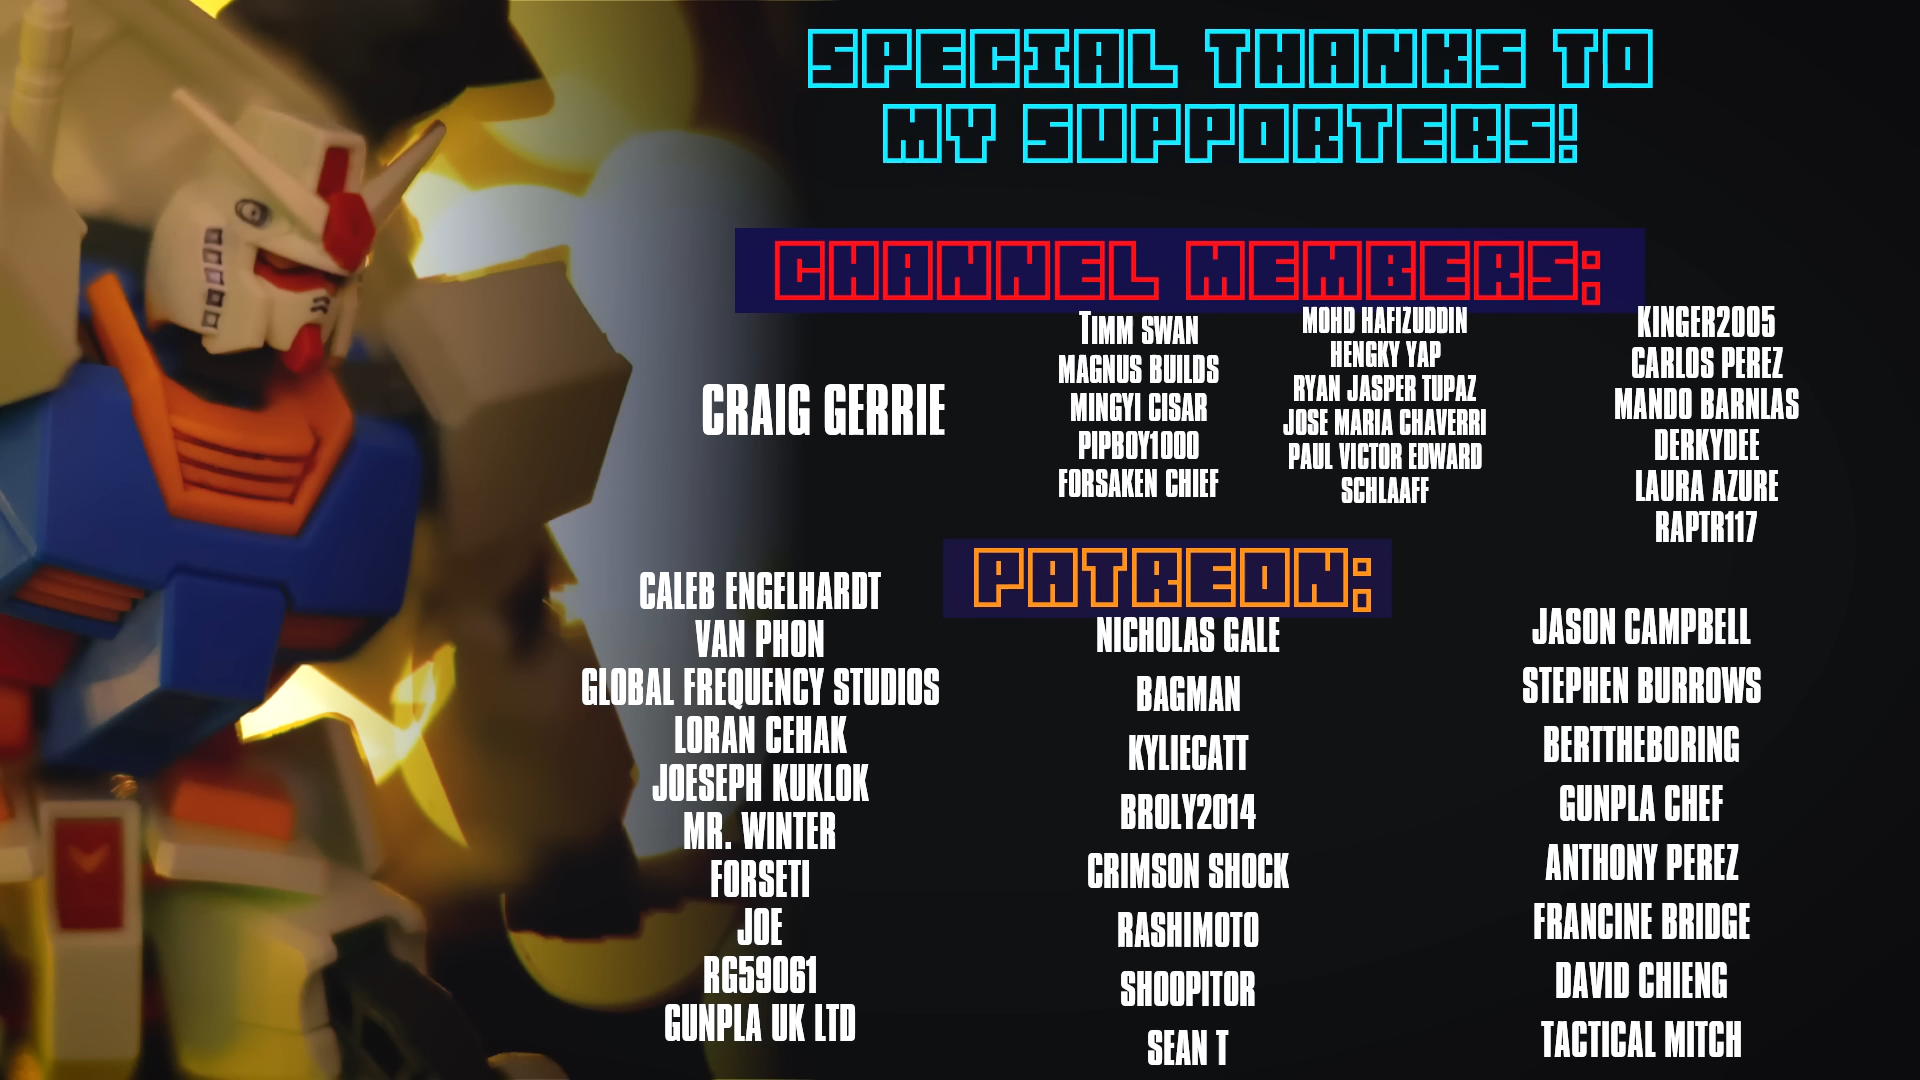 SPECIAL THANKS TO
MY SUPPORTERS!
CHANNEL MEMBERS:
CRAIG GERRIE
TIMM SWAN
MAGNUS BUILDS
MINGYI CISAR
PIPBOY1000
FORSAKEN CHIEF
MOHD HAFIZUDDIN
HENGKY YAP
RYAN JASPER TUPAZ
JOSE MARIA CHAVERRI
PAUL VICTOR EDWARD
SCHLAAFF
KINGER2005
CARLOS PEREZ
MANDO BARNLAS
DERKYDEE
LAURA AZURE
RAPTR117
PATREON:
CALEB ENGELHARDT
VAN PHON
GLOBAL FREQUENCY STUDIOS
LORAN CEHAK
JOESEPH KUKLOK
MR. WINTER
FORSETI
JOE
RG59061
GUNPLA UK LTD
NICHOLAS GALE
BAGMAN
KYLIECATT
BROLY2014
CRIMSON SHOCK
RASHIMOTO
SHOOPITOR
SEAN T
JASON CAMPBELL
STEPHEN BURROWS
BERTTHEBORING
GUNPLA CHEF
ANTHONY PEREZ
FRANCINE BRIDGE
DAVID CHIENG
TACTICAL MITCH